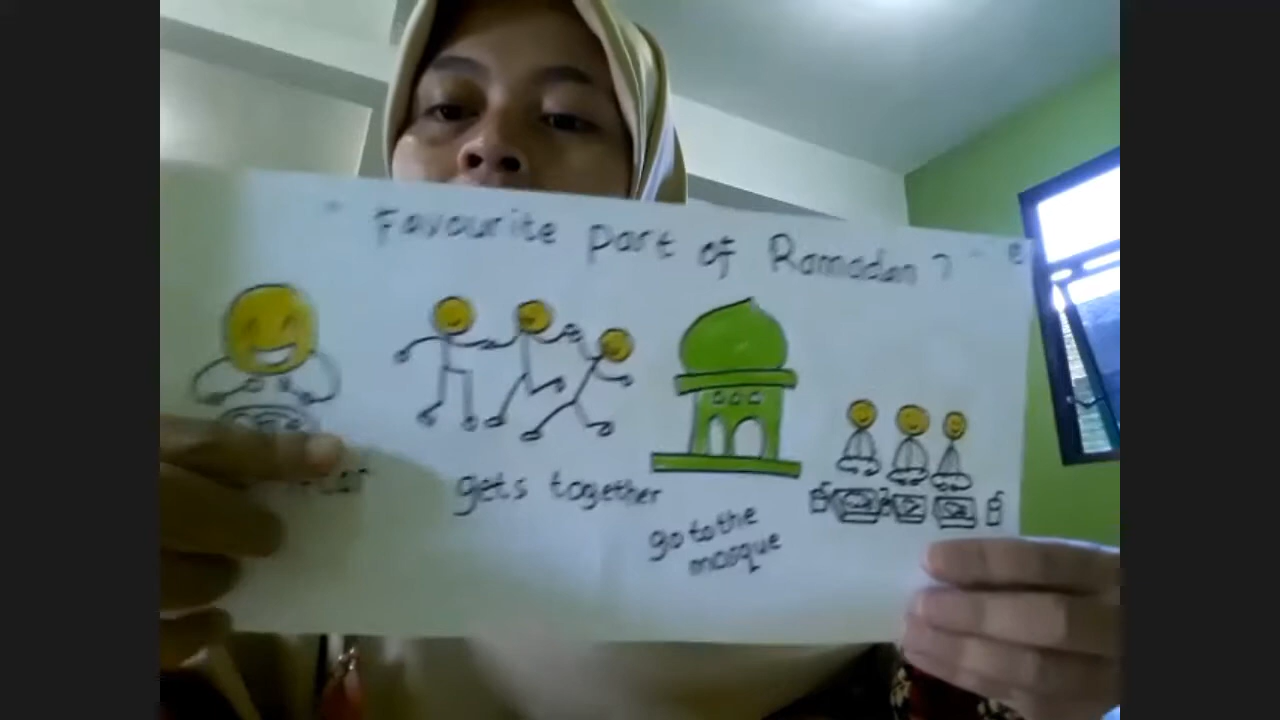 " Favourite part of Ramadan ? "
gets together
go to the
mosque